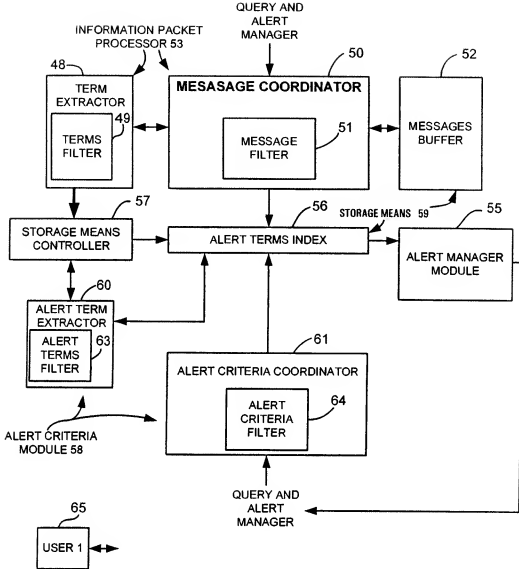 QUERY AND
ALERT
MANAGER
INFORMATION PACKET
PROCESSOR 53
48
50
52
TERM
EXTRACTOR
49
TERMS
FILTER
MESASAGE COORDINATOR
51
MESSAGE
FILTER
MESSAGES
BUFFER
57
56
STORAGE MEANS 59
55
STORAGE MEANS
CONTROLLER
ALERT TERMS INDEX
ALERT MANAGER
MODULE
60
ALERT TERM
EXTRACTOR
ALERT
TERMS
FILTER
63
61
ALERT CRITERIA COORDINATOR
64
ALERT
CRITERIA
FILTER
ALERT CRITERIA
MODULE 58
QUERY AND
ALERT
MANAGER
65
USER 1